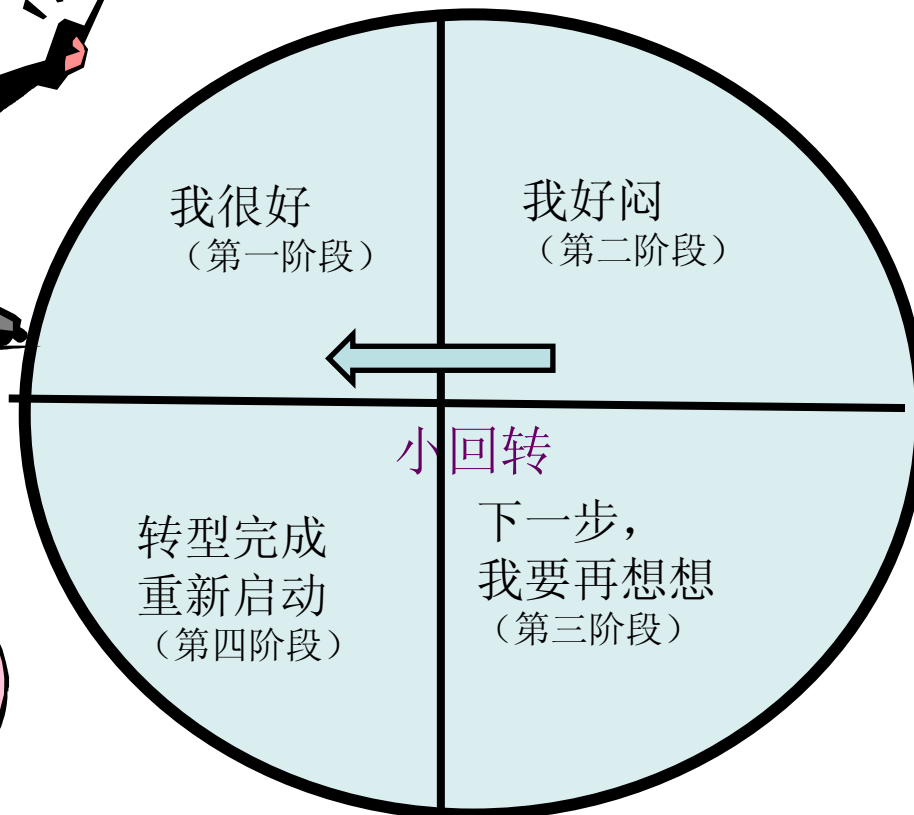 我很好
（第一阶段）
我好闷
（第二阶段）
小回转
下一步，
我要再想想
（第三阶段）
转型完成
重新启动
（第四阶段）